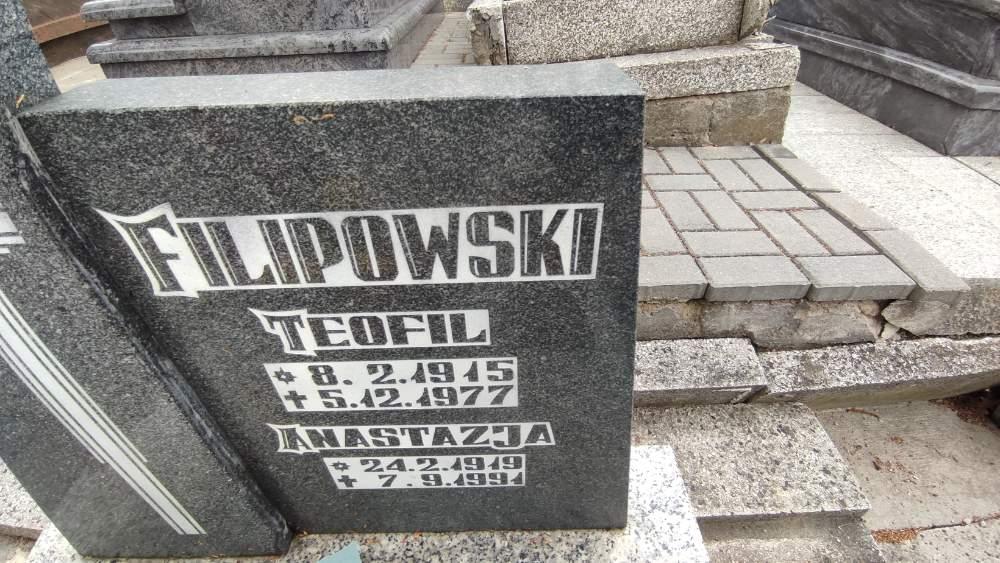 FILIPOWSKI
TEOFIL
✡ 8. 2. 1915
✝ 5.12.1977
ANASTAZJA
✡ 24.2.1919
✝ 7.9.1991